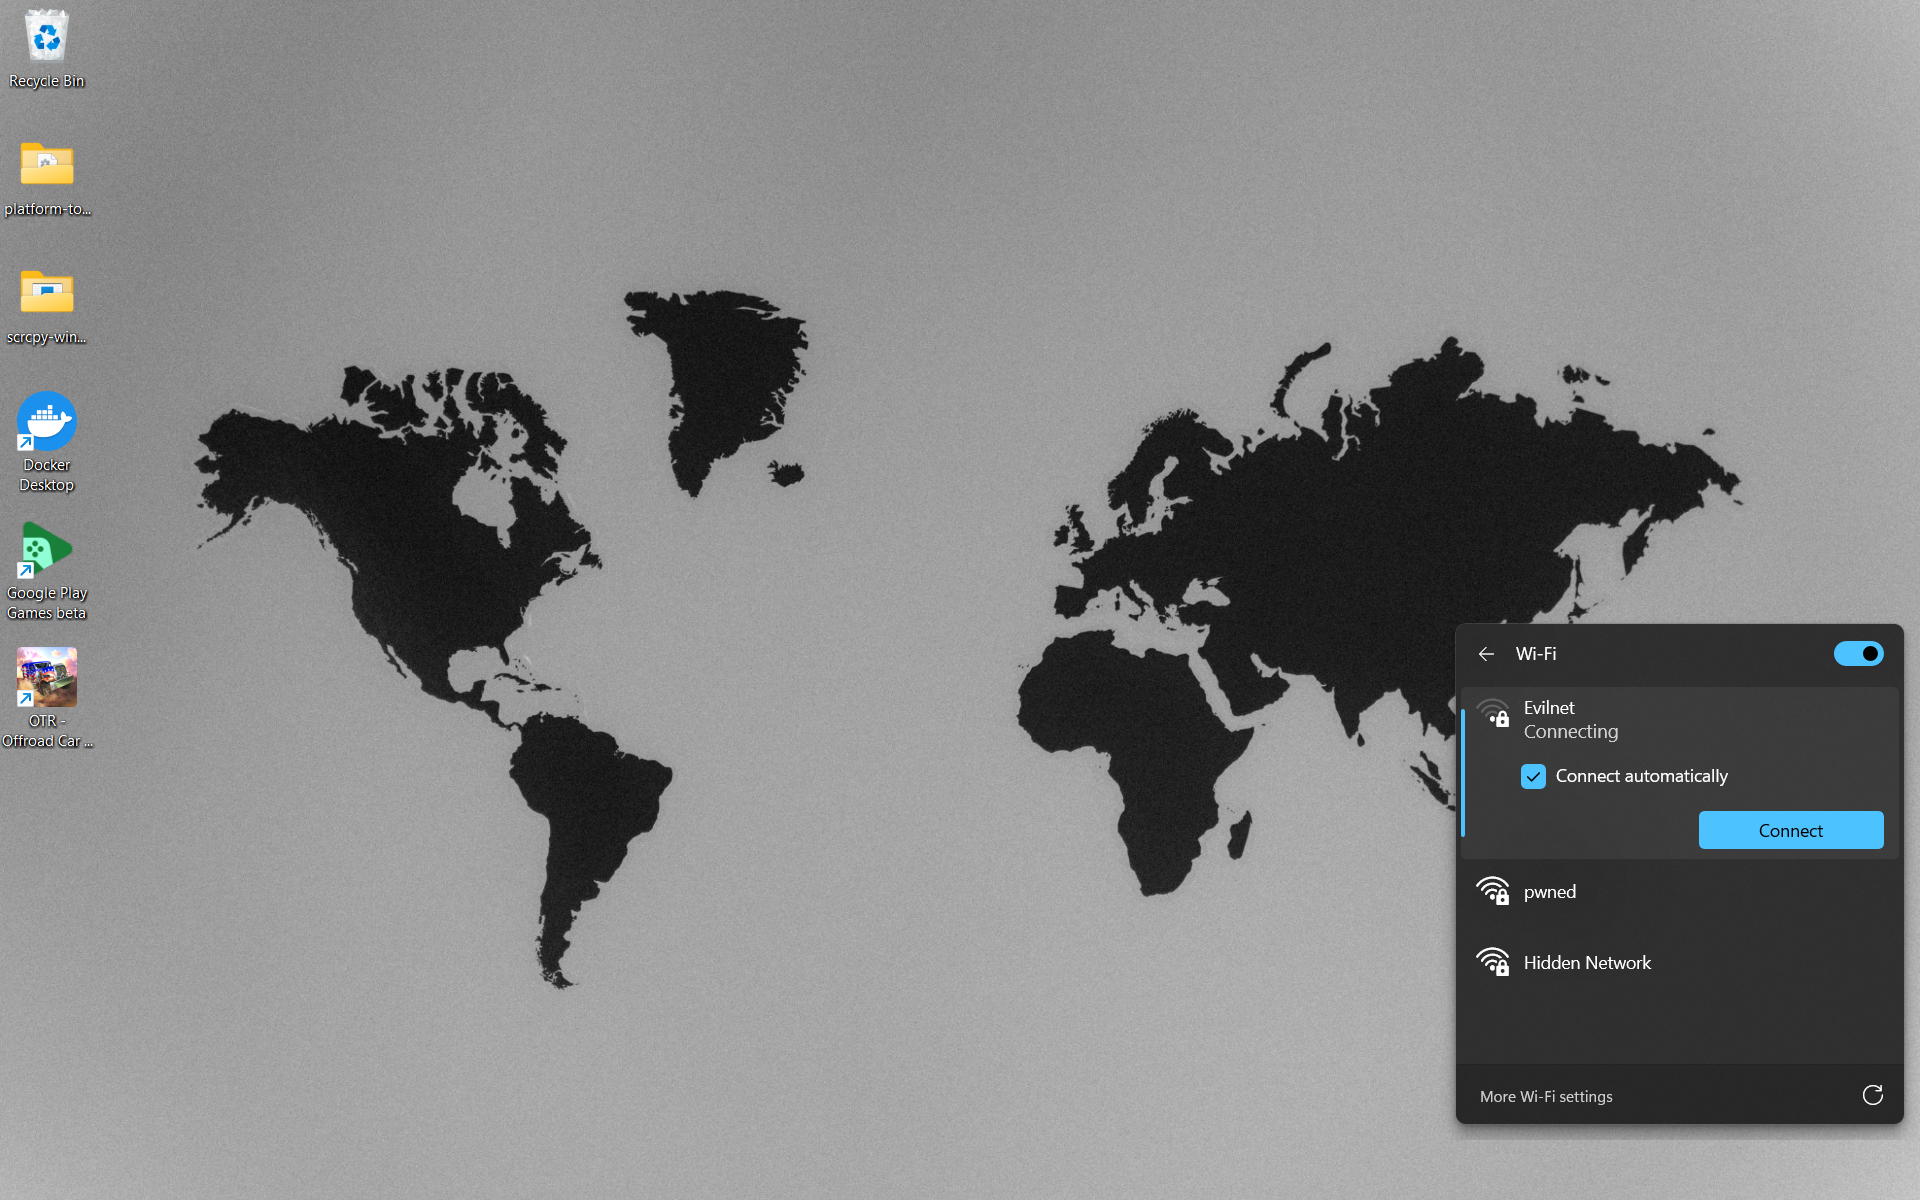 Recycle Bin
platform-to...
scrcpy-win...
Docker
Desktop
Google Play
Games beta
OTR -
Offroad Car ...
Wi-Fi
Evilnet
Connecting
Connect automatically
Connect
pwned
Hidden Network
More Wi-Fi settings